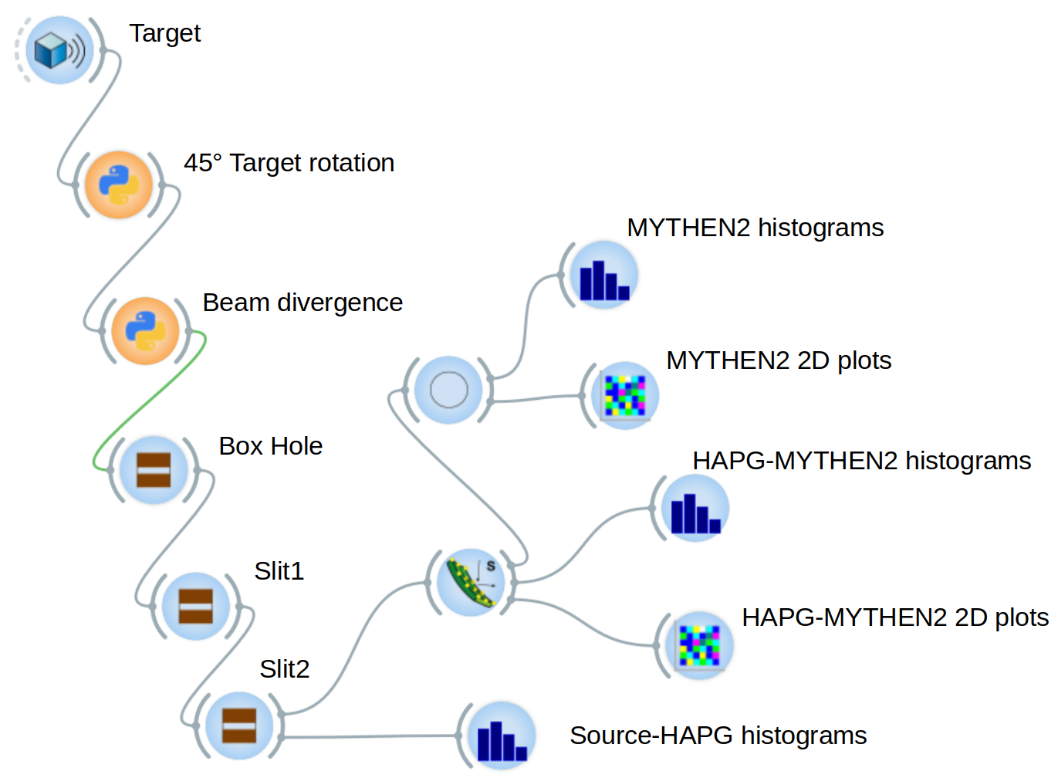 Target
45° Target rotation
Beam divergence
Box Hole
Slit1
Slit2
MYTHEN2 histograms
MYTHEN2 2D plots
HAPG-MYTHEN2 histograms
S
HAPG-MYTHEN2 2D plots
Source-HAPG histograms